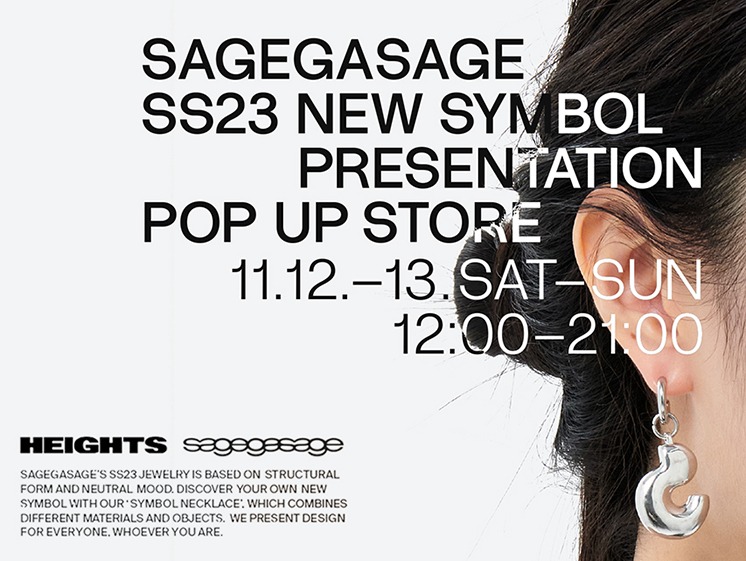 SAGEGASAGE
SS23 NEW SYMBOL
PRESENTATION
POP UP STORE
11.12.–13.SAT–SUN
12:00–21:00
HEIGHTS sagegasage
SAGEGASAGE'S SS23 JEWELRY IS BASED ON STRUCTURAL
FORM AND NEUTRAL MOOD. DISCOVER YOUR OWN NEW
SYMBOL WITH OUR 'SYMBOL NECKLACE', WHICH COMBINES
DIFFERENT MATERIALS AND OBJECTS. WE PRESENT DESIGN
FOR EVERYONE, WHOEVER YOU ARE.